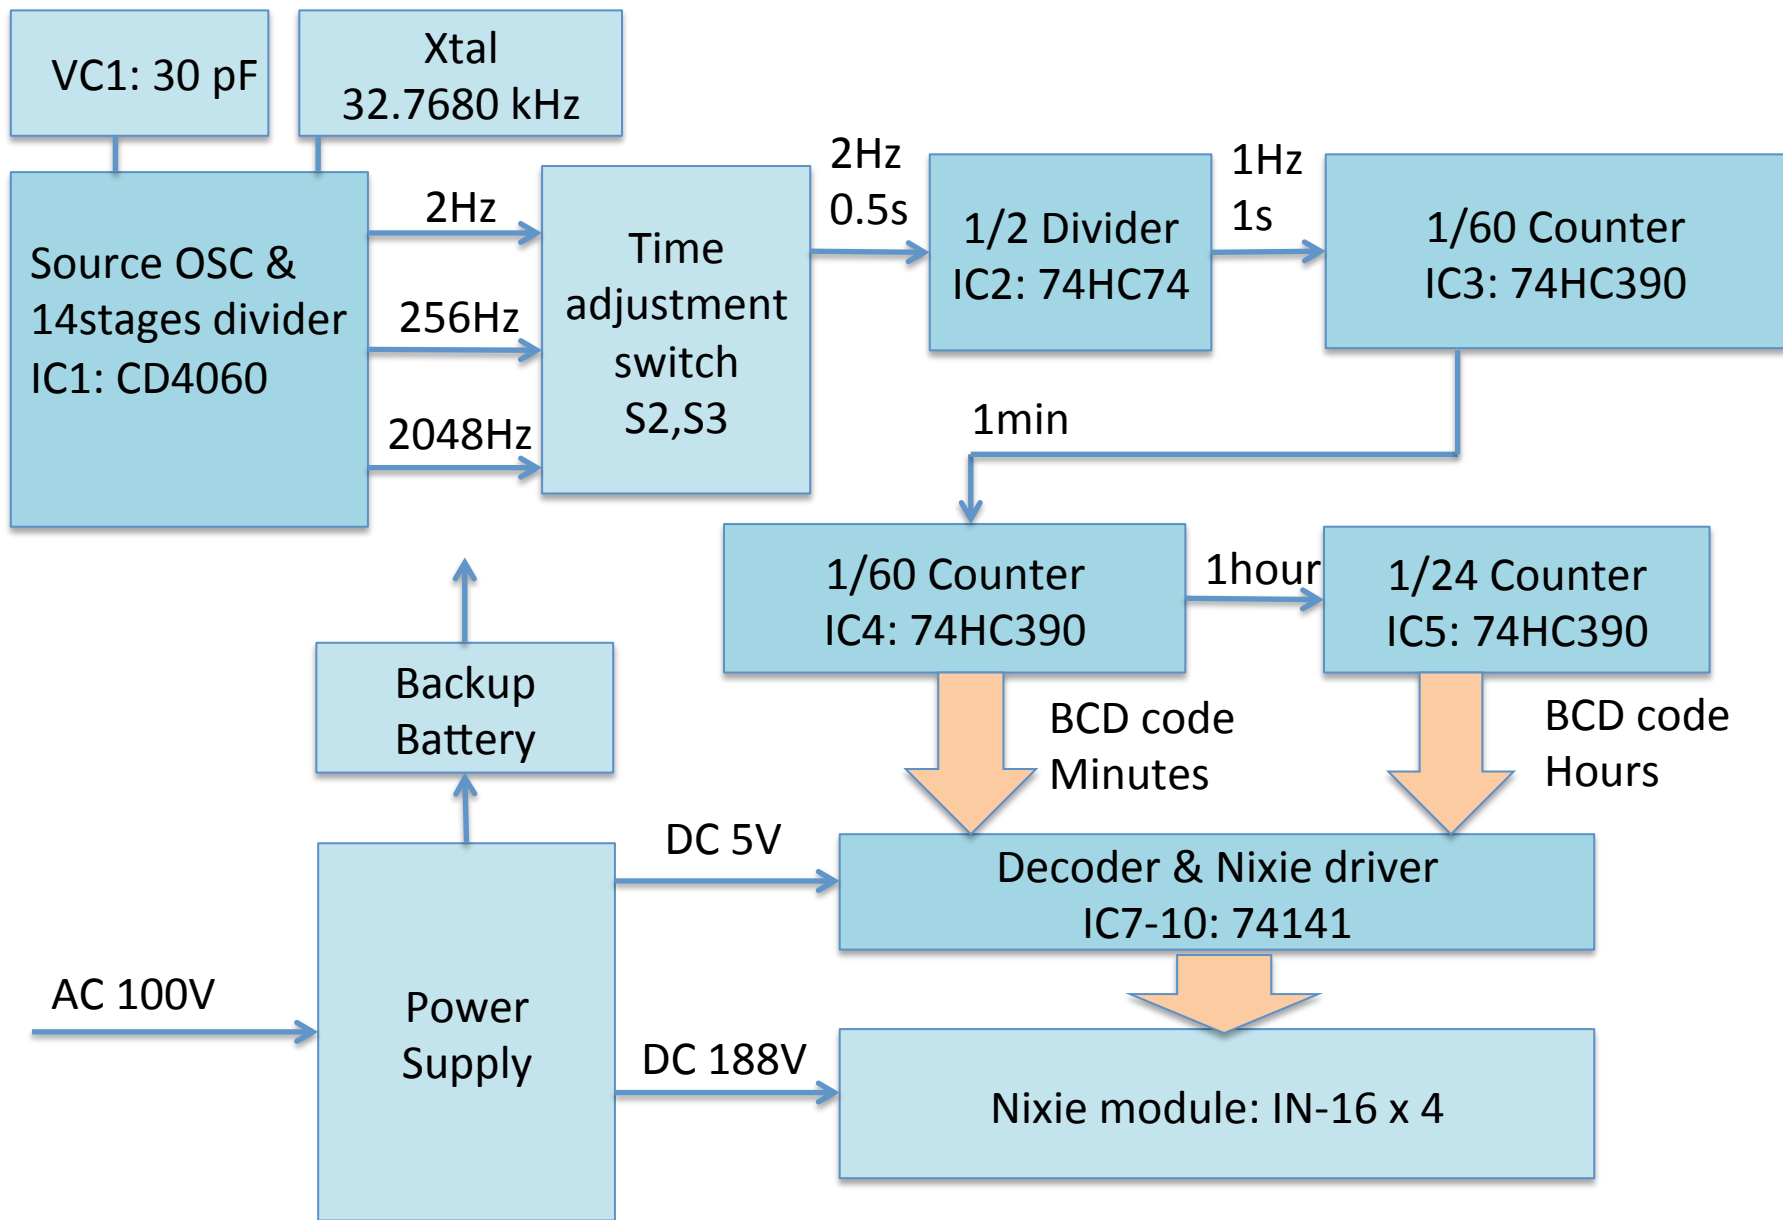 VC1: 30 pF
Xtal
32.7680 kHz
Source OSC &
14stages divider
IC1: CD4060
2Hz
256Hz
2048Hz
Time
adjustment
switch
S2,S3
2Hz
0.5s
1/2 Divider
IC2: 74HC74
1Hz
1s
1/60 Counter
IC3: 74HC390
1min
1/60 Counter
IC4: 74HC390
1hour
1/24 Counter
IC5: 74HC390
Backup
Battery
BCD code
Minutes
BCD code
Hours
DC 5V
Decoder & Nixie driver
IC7-10: 74141
AC 100V
Power
Supply
DC 188V
Nixie module: IN-16 x 4